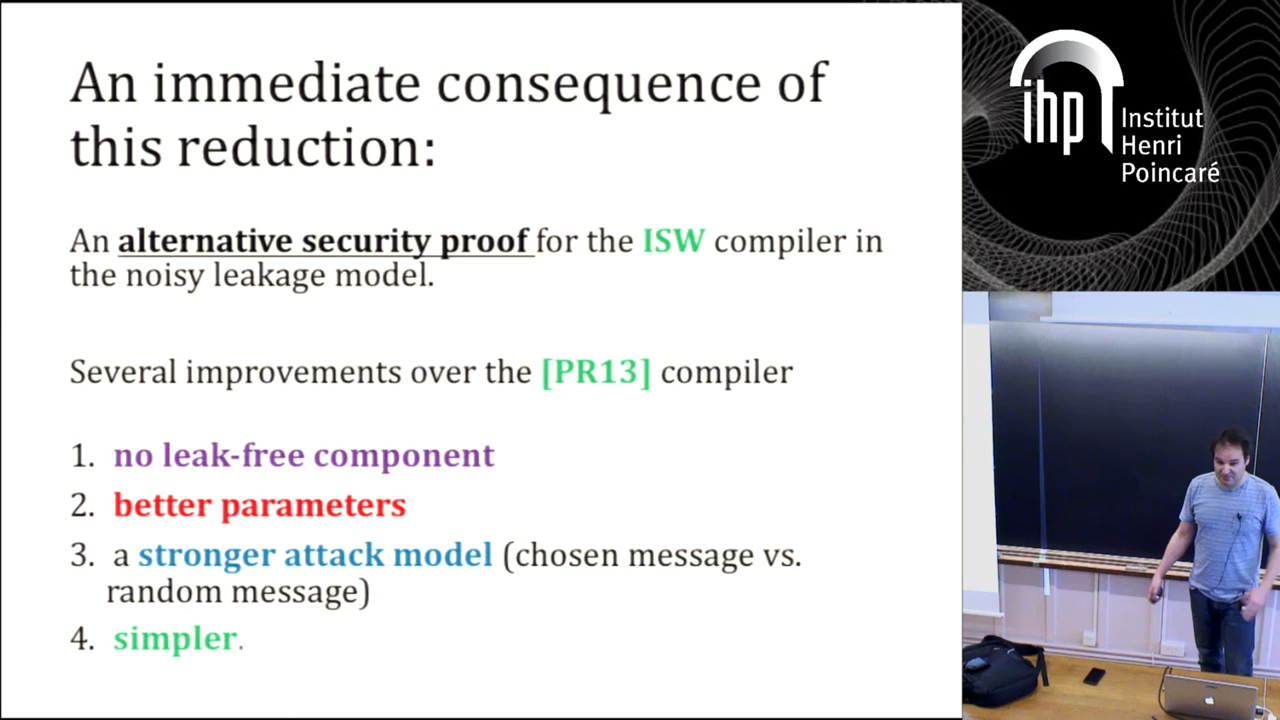 An immediate consequence of
this reduction:
An alternative security proof for the ISW compiler in
the noisy leakage model.
Several improvements over the [PR13] compiler
1. no leak-free component
2. better parameters
3. a stronger attack model (chosen message vs.
random message)
4. simpler.
ihp
Institut
Henri
Poincaré